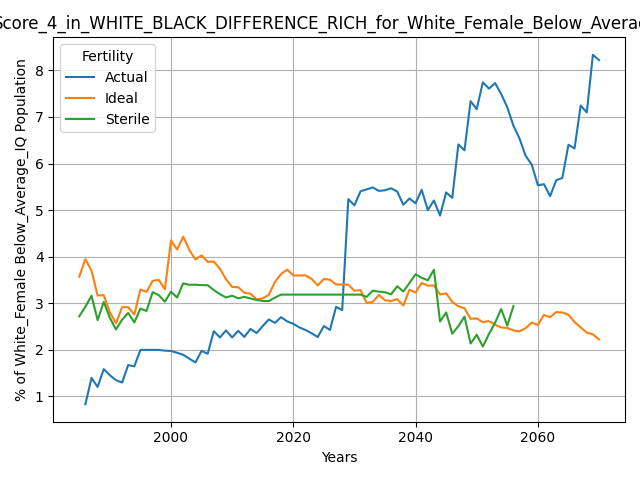 Score_4_in_WHITE_BLACK_DIFFERENCE_RICH_for_White_Female_Below_Avera
Fertility
Actual
Ideal
Sterile
% of White_Female Below_Average_IQ Population
8
7
6
5
4
3
2
1
2000
2020
2040
2060
Years